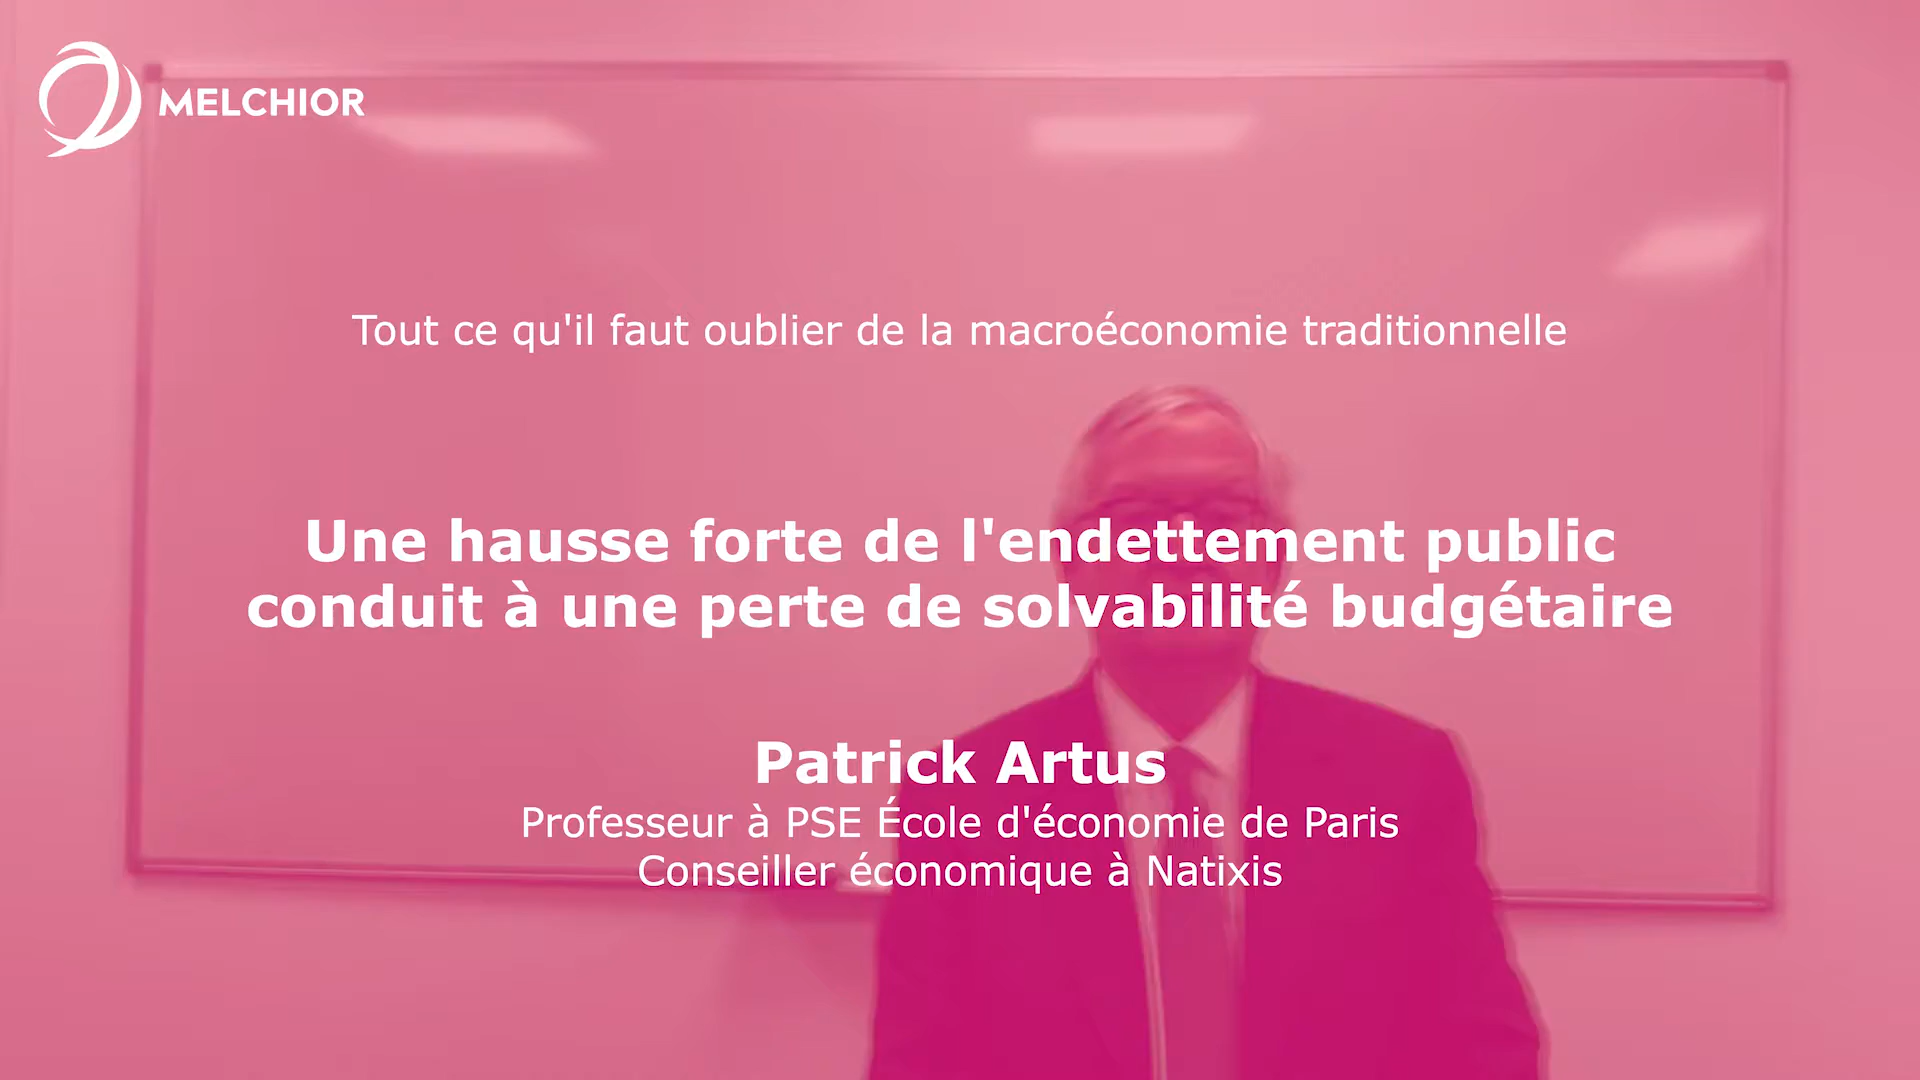 MELCHIOR
Tout ce qu'il faut oublier de la macroéconomie traditionnelle
Une hausse forte de l'endettement public
conduit à une perte de solvabilité budgétaire
Patrick Artus
Professeur à PSE École d'économie de Paris
Conseiller économique à Natixis